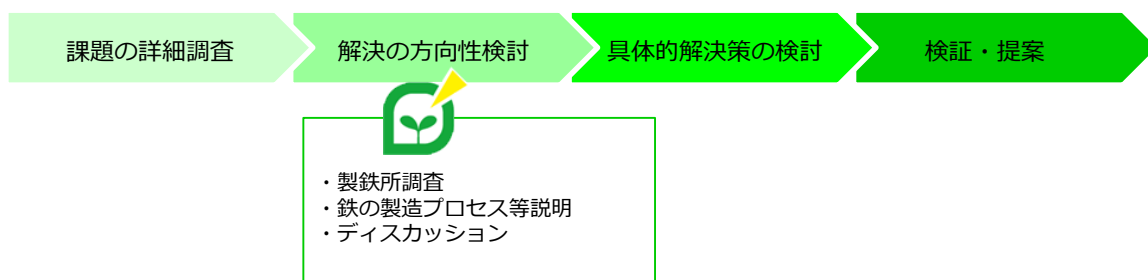 課題の詳細調査
解決の方向性検討
具体的解決策の検討
検証・提案
・製鉄所調査
・鉄の製造プロセス等説明
・ディスカッション